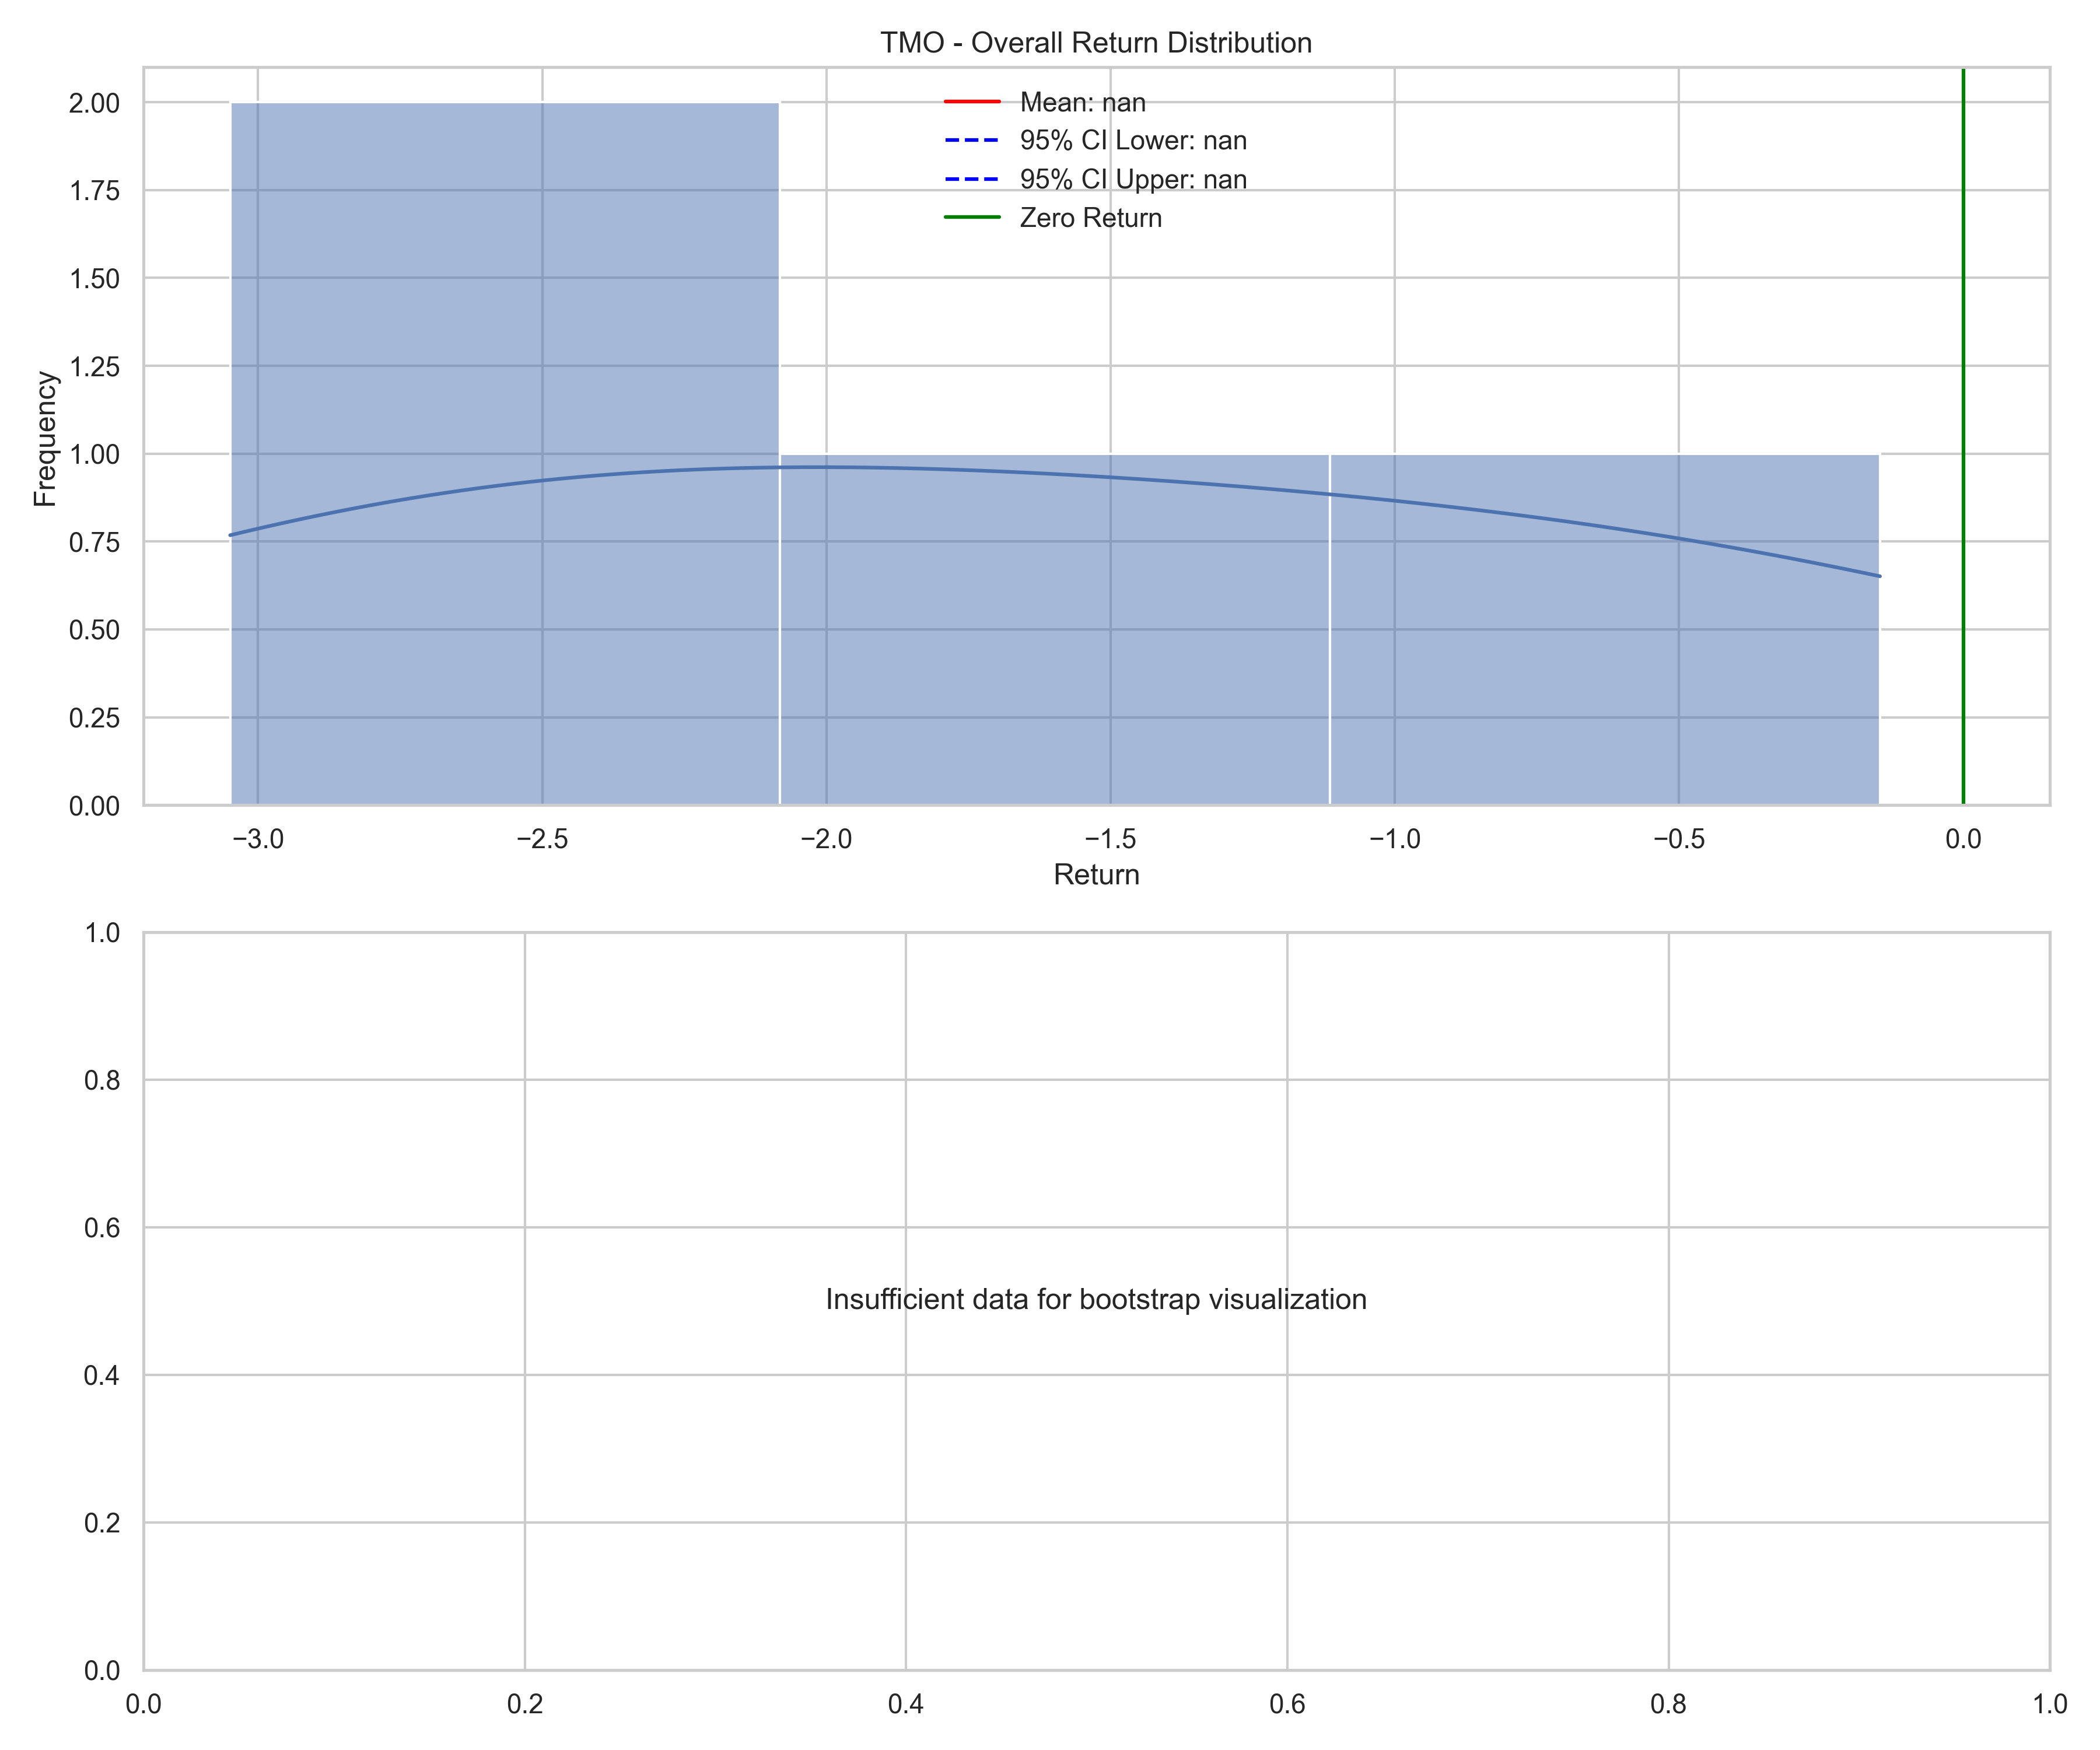 TMO - Overall Return Distribution
Mean: nan
95% CI Lower: nan
95% CI Upper: nan
Zero Return
Frequency
2.00
1.75
1.50
1.25
1.00
0.75
0.50
0.25
0.00
−3.0 −2.5 −2.0 −1.5 −1.0 −0.5 0.0
Return
1.0
0.8
0.6
Insufficient data for bootstrap visualization
0.4
0.2
0.0
0.0 0.2 0.4 0.6 0.8 1.0